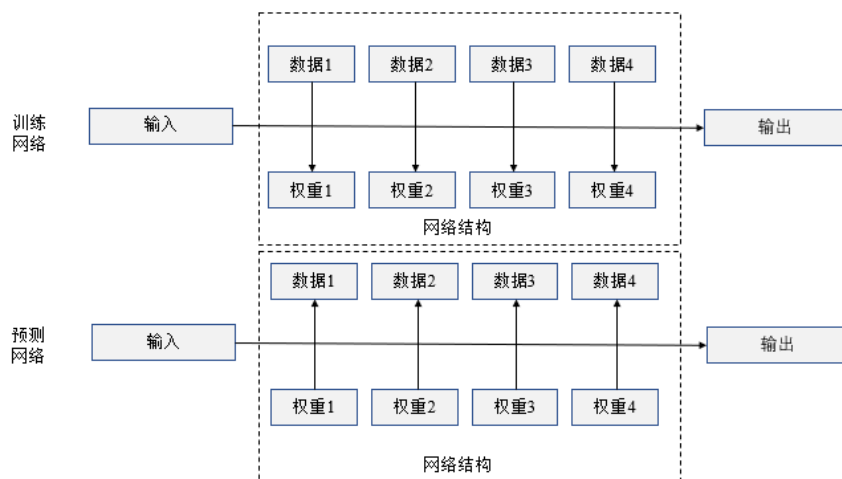 数据1 数据2 数据3 数据4
训练
网络
输入
输出
权重1 权重2 权重3 权重4
网络结构
数据1 数据2 数据3 数据4
预测
网络
输入
输出
权重1 权重2 权重3 权重4
网络结构